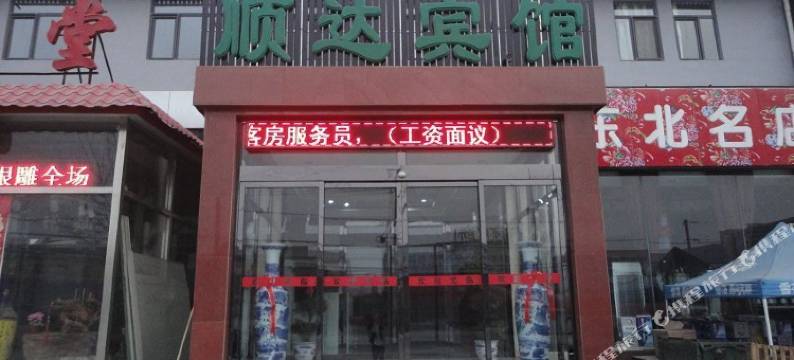 堂
顺达宾馆
客房服务员，（工资面议）
根雕全场
东北名店